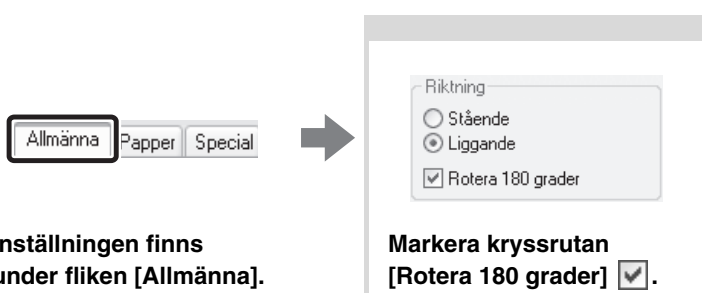 Allmänna Papper Special
nställningen finns
under fliken [Allmänna].
Riktning
Stående
Liggande
Rotera 180 grader
Markera kryssrutan
[Rotera 180 grader] .